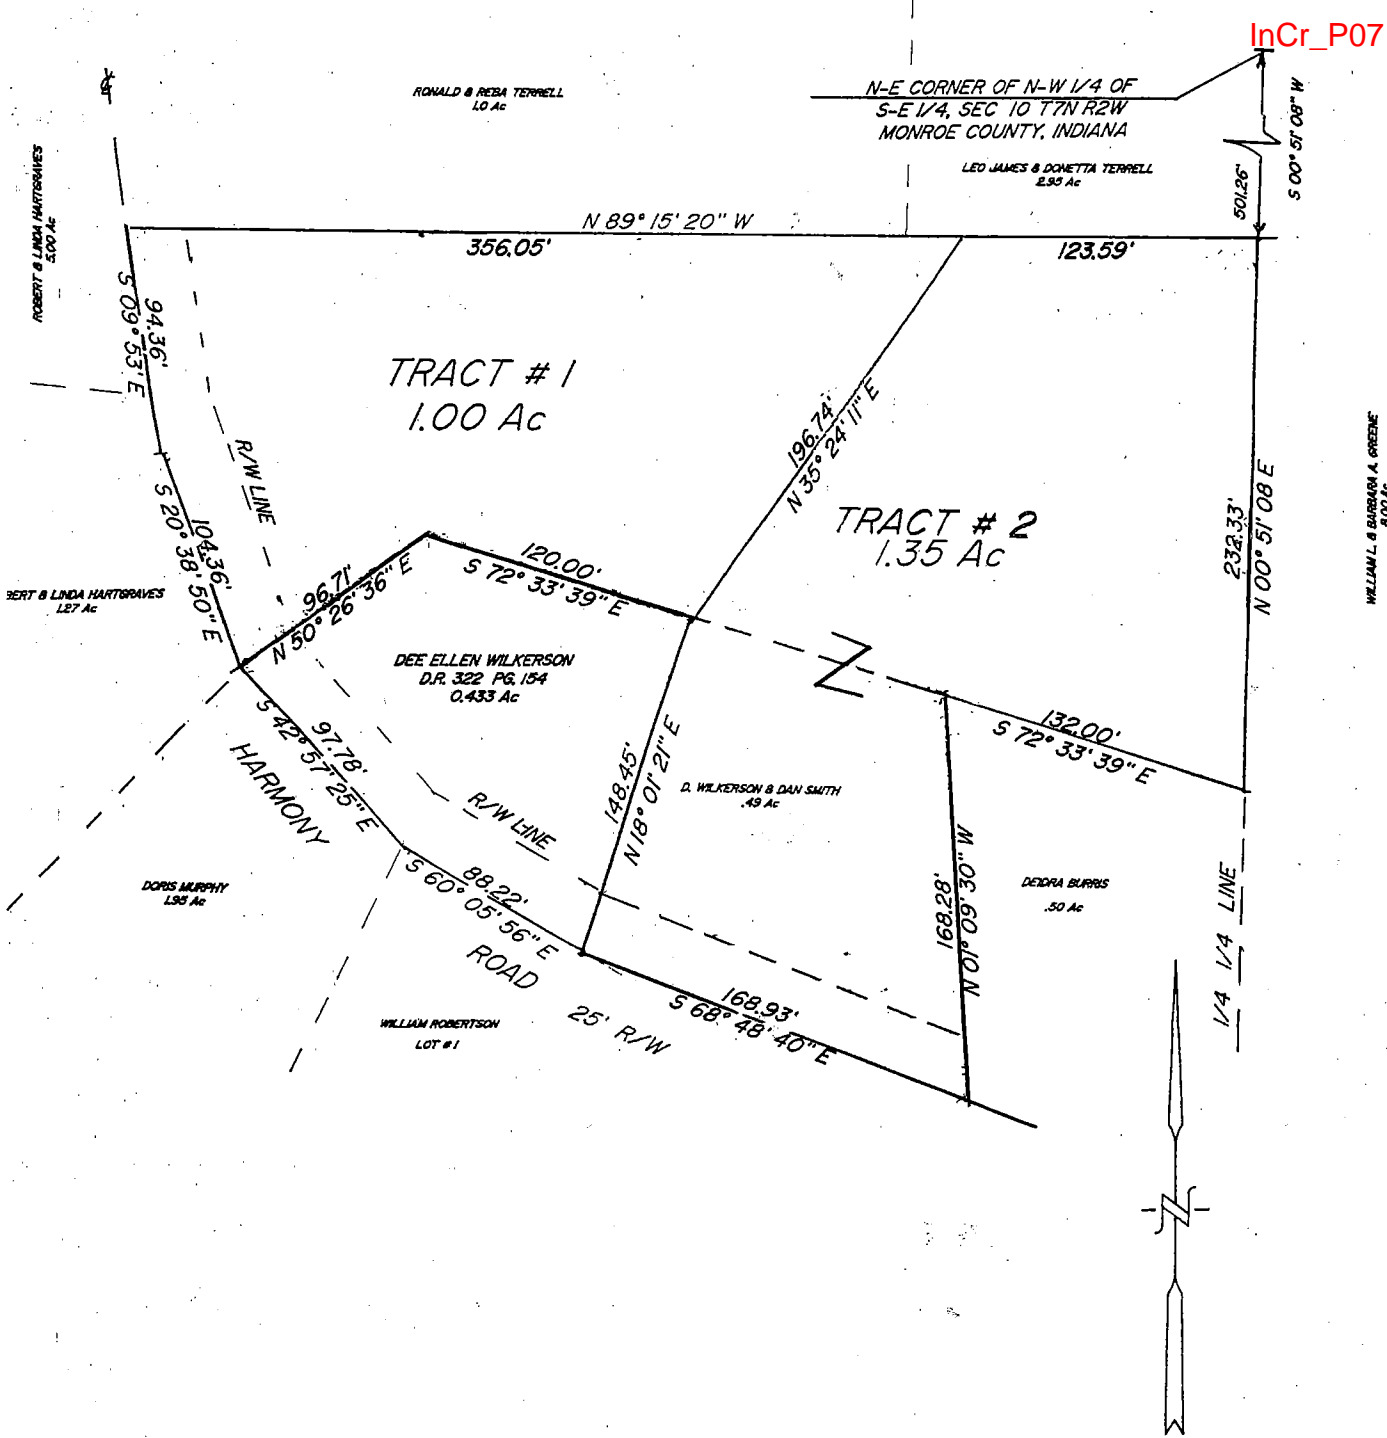 InCr_P07
RONALD & REBA TERRELL
1.0 Ac
N-E CORNER OF N-W 1/4 OF
S-E 1/4, SEC 10 T7N R2W
MONROE COUNTY, INDIANA
S 00° 51' 08" W
501.26'
LEO JAMES & DONETTA TERRELL
2.95 Ac
ROBERT & LINDA HARTGRAVES
5.00 Ac
N 89° 15' 20" W
356.05'
123.59'
94.36'
S 09° 53' E
TRACT # 1
1.00 Ac
196.74'
N 35° 24' 11" E
R/W LINE
104.36'
S 20° 38' 50" E
TRACT # 2
1.35 Ac
232.33'
N 00° 51' 08 E
WILLIAM L. & BARBARA A. GREENE
8.00 Ac
96.71'
N 50° 26' 36" E
120.00'
S 72° 33' 39" E
BERT & LINDA HARTGRAVES
1.27 Ac
DEE ELLEN WILKERSON
D.R. 322 PG. 154
0.433 Ac
132.00'
S 72° 33' 39" E
97.78'
S 42° 57' 25" E
HARMONY
148.45'
N 18° 01' 21" E
D. WILKERSON & DAN SMITH
.49 Ac
R/W LINE
168.28'
N 01° 09' 30" W
DEIDRA BURRIS
.50 Ac
1/4 1/4 LINE
DORIS MURPHY
1.95 Ac
88.22'
S 60° 05' 56" E
ROAD
25' R/W
168.93'
S 68° 48' 40" E
WILLIAM ROBERTSON
LOT # 1
N